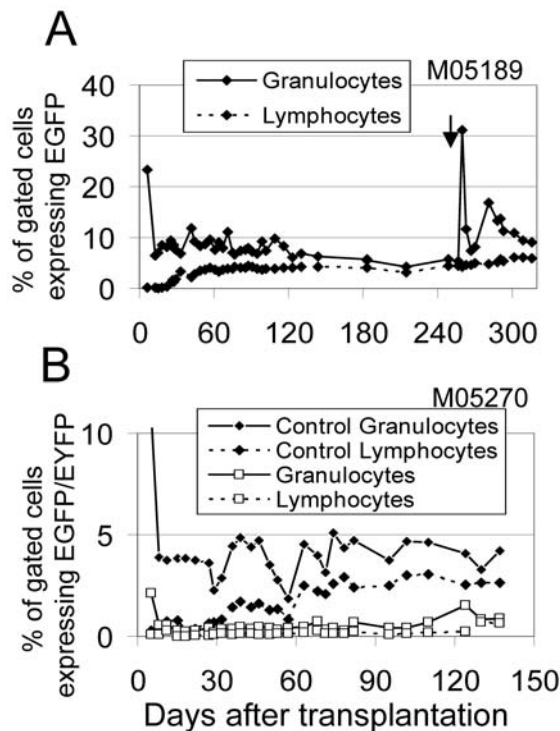 A
M05189
Granulocytes
Lymphocytes
% of gated cells
expressing EGFP
40
30
20
10
0
0 60 120 180 240 300
B
M05270
Control Granulocytes
Control Lymphocytes
Granulocytes
Lymphocytes
% of gated cells
expressing EGFP/EYFP
10
5
0
0 30 60 90 120 150
Days after transplantation